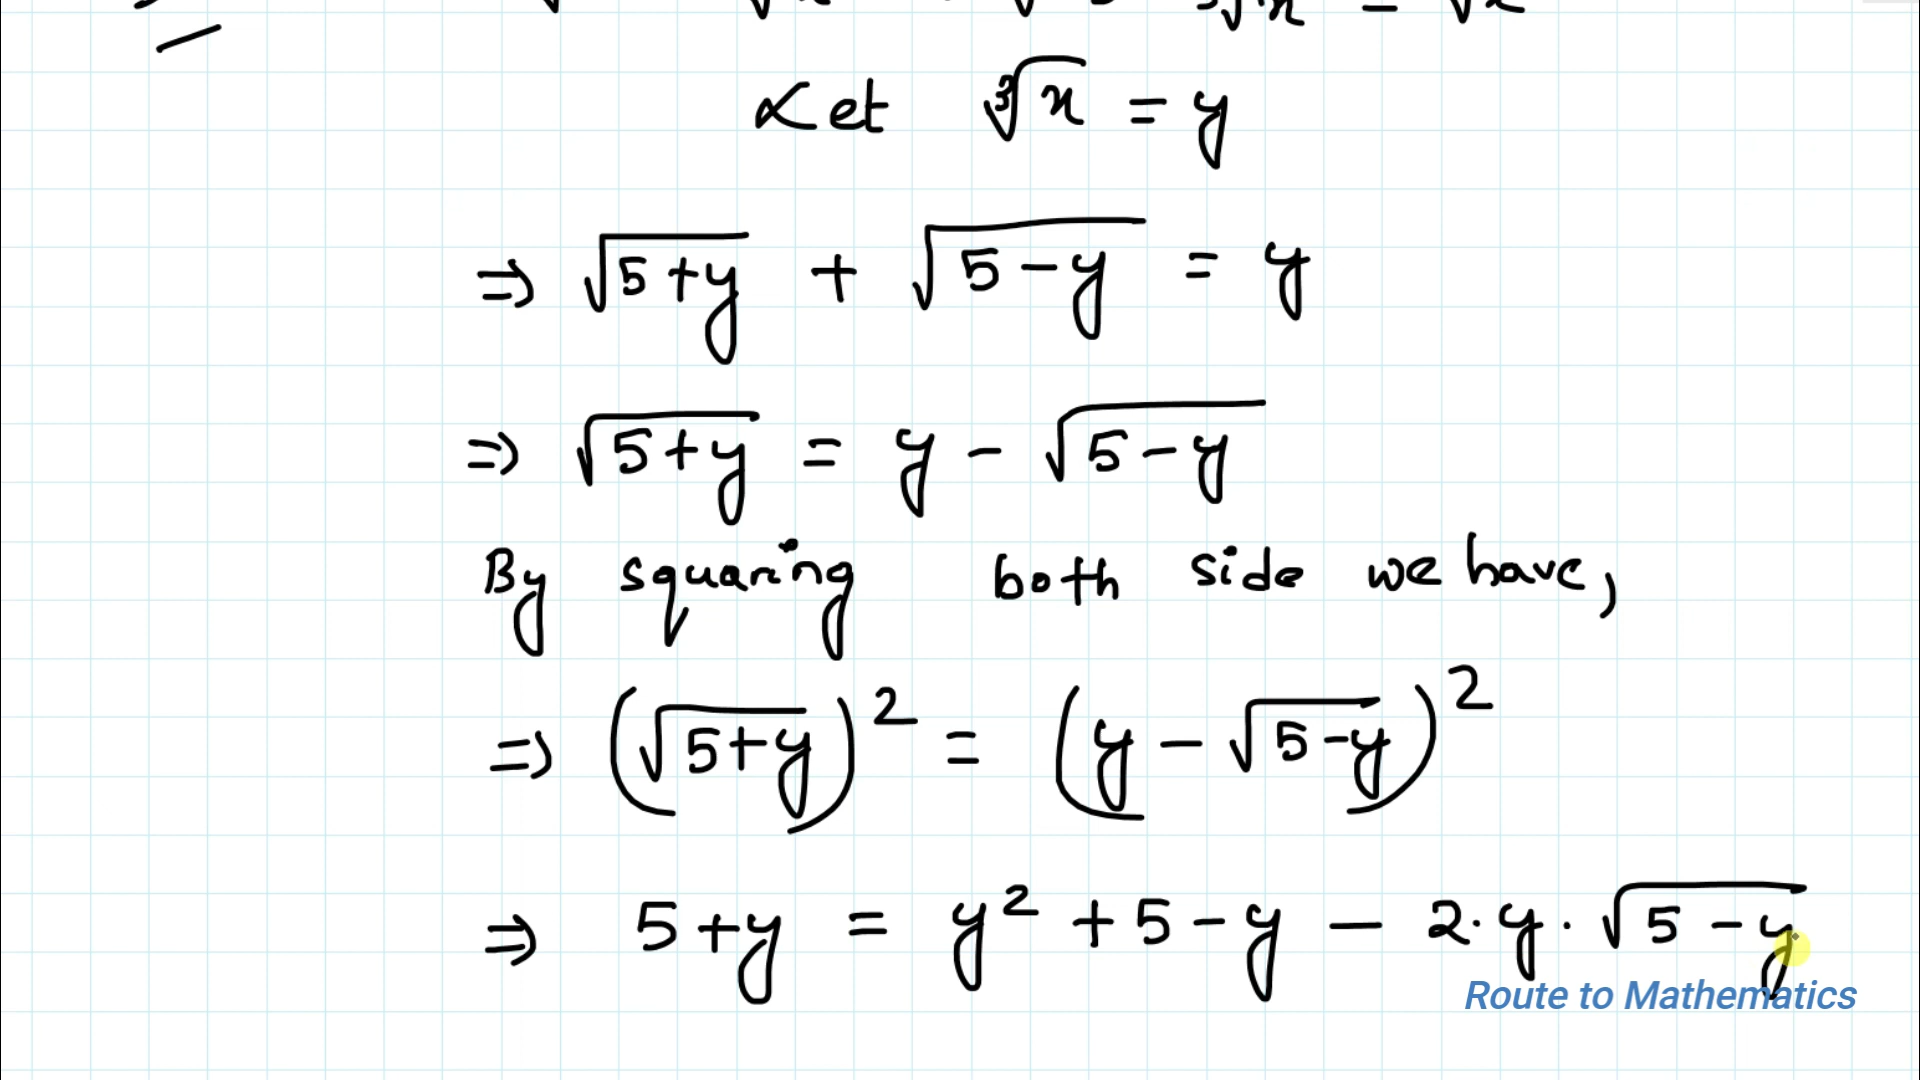 Let ∛x = y
⇒ √(5+y) + √(5-y) = y
⇒ √(5+y) = y - √(5-y)
By squaring both side we have,
⇒ (√(5+y))² = (y - √(5-y))²
⇒ 5+y = y² + 5 - y - 2·y·√(5-y)
Route to Mathematics